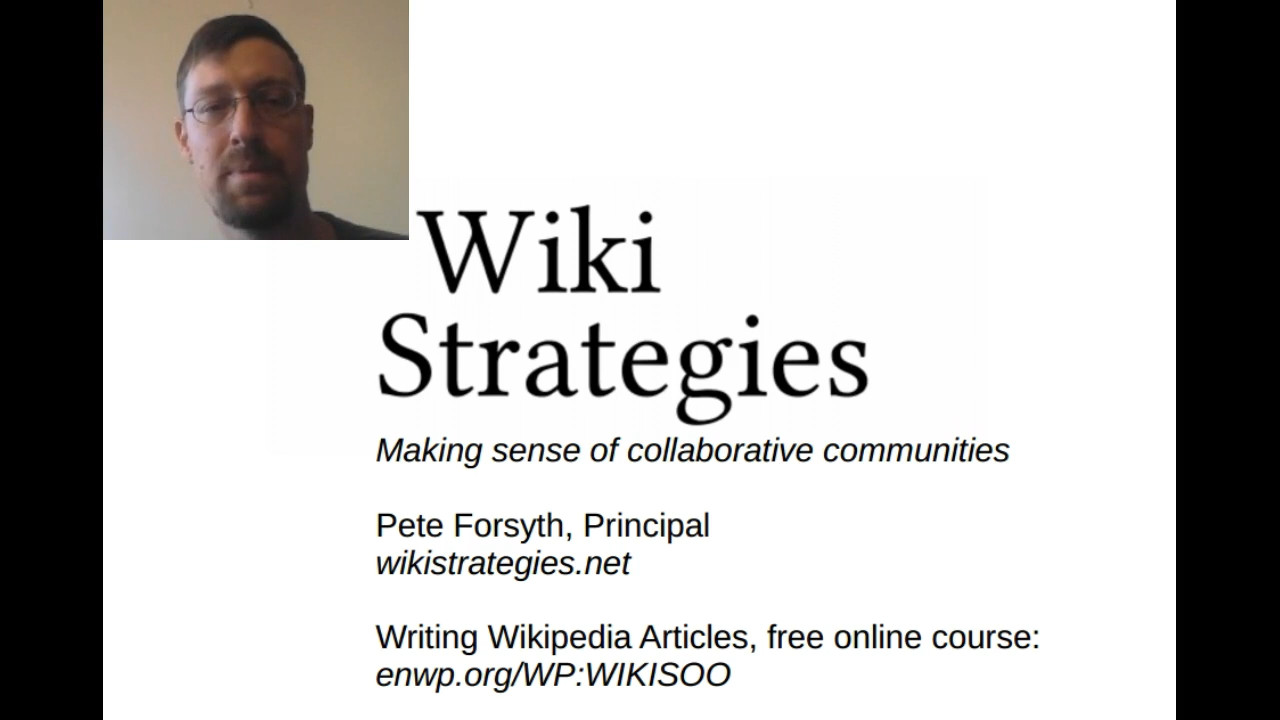 Wiki
Strategies
Making sense of collaborative communities
Pete Forsyth, Principal
wikistrategies.net
Writing Wikipedia Articles, free online course:
enwp.org/WP:WIKISOO